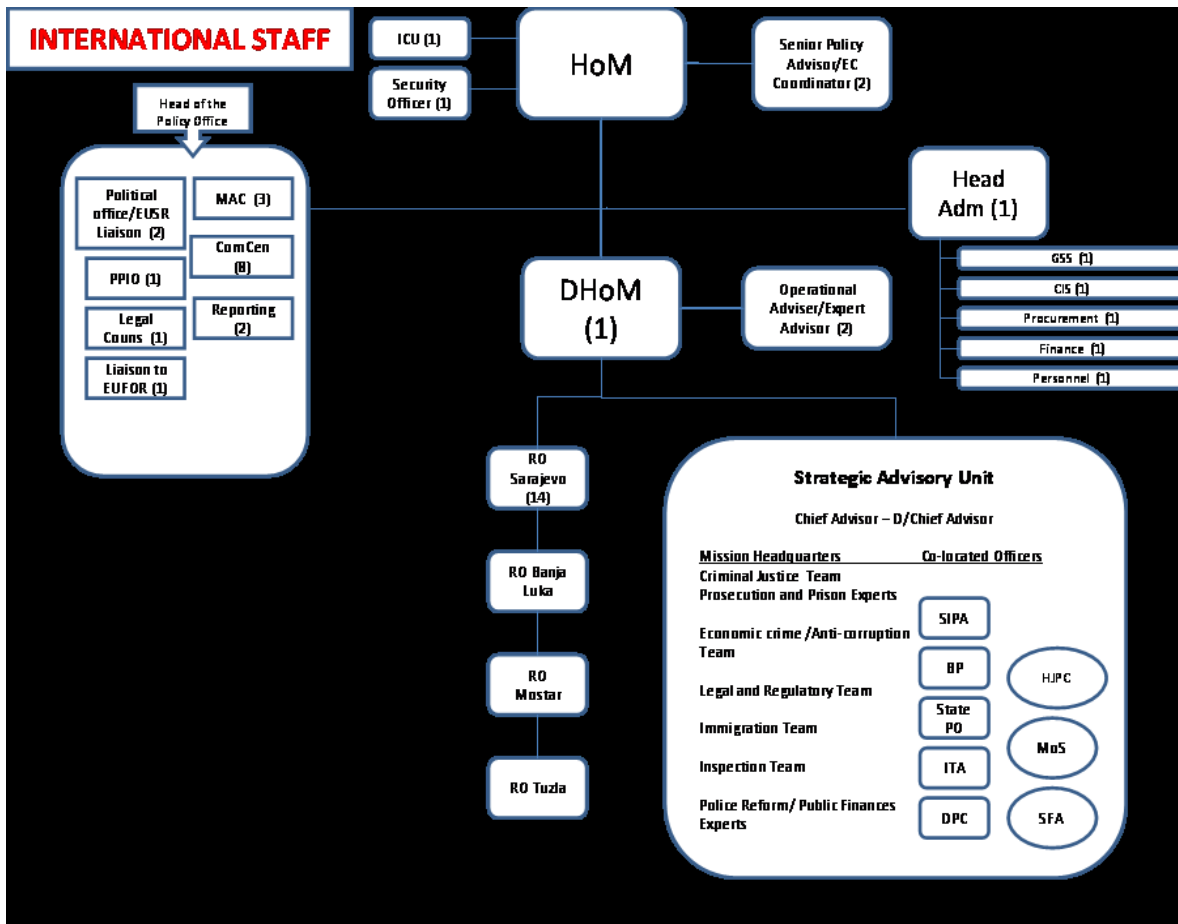 INTERNATIONAL STAFF
ICU (1)
Security
Officer (1)
HoM
Senior Policy
Advisor/EC
Coordinator (2)
Head of the
Policy Office
Political
office/EUSR
Liaison (2)
PPIO (1)
Legal
Couns (1)
Liaison to
EUFOR (1)
MAC (3)
ComCen
(8)
Reporting
(2)
Head
Adm (1)
GSS (1)
CIS (1)
Procurement (1)
Finance (1)
Personnel (1)
DHoM
(1)
Operational
Adviser/Expert
Advisor (2)
RO
Sarajevo
(14)
RO Banja
Luka
RO
Mostar
RO Tuzla
Strategic Advisory Unit
Chief Advisor – D/Chief Advisor
Mission Headquarters Co-located Officers
Criminal Justice Team
Prosecution and Prison Experts
Economic crime /Anti-corruption
Team
Legal and Regulatory Team
Immigration Team
Inspection Team
Police Reform/ Public Finances
Experts
SIPA
BP
State
PO
ITA
DPC
HJPC
MoS
SFA